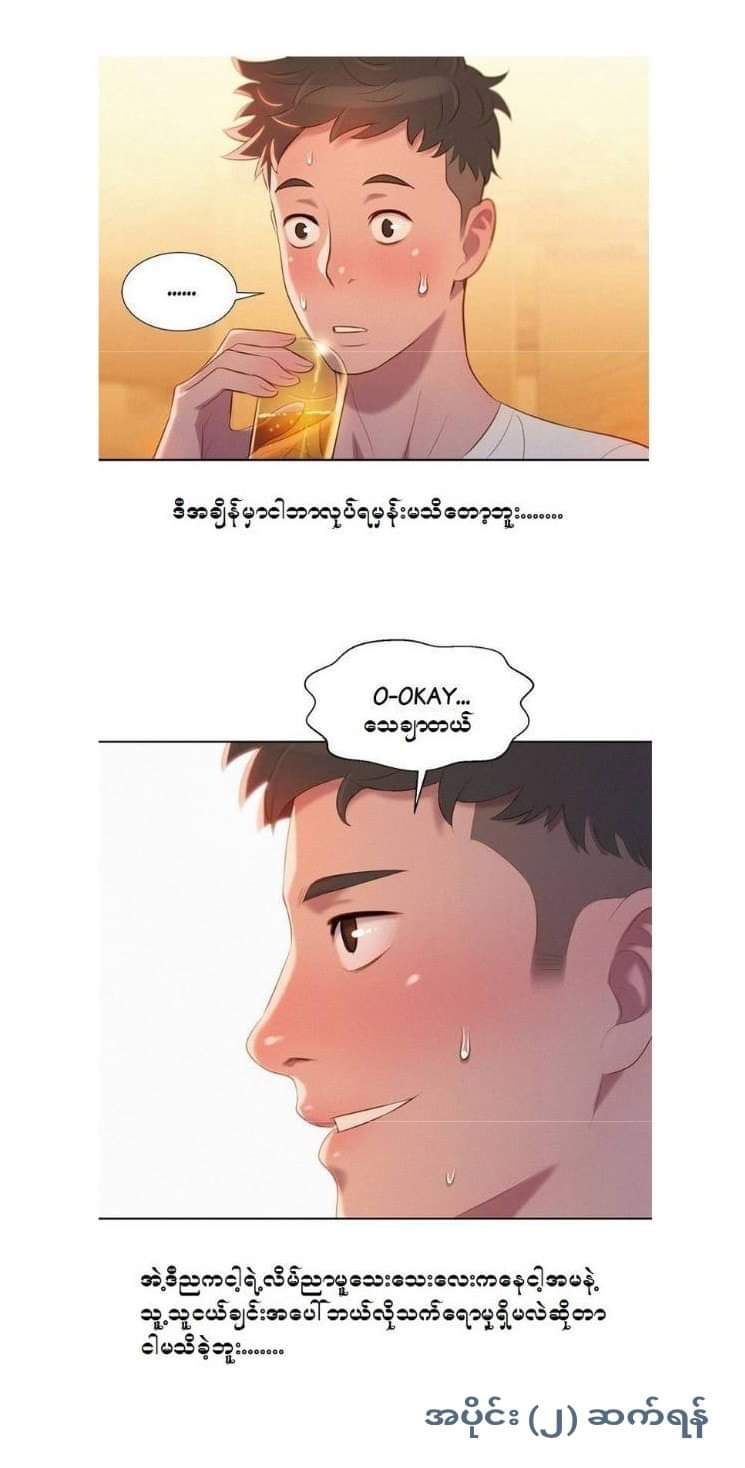 ......
ဒီအချိန်မှာငါဘာလုပ်ရမှန်းမသိတော့ဘူး.......
O-OKAY...
သေချာတယ်
အဲ့ဒီညကငါ့ရဲ့လိမ်ညာမှုသေးသေးလေးကနေငါ့အမနဲ့
သူ့သူငယ်ချင်းအပေါ်ဘယ်လိုသက်ရောမှုရှိမလဲဆိုတာ
ငါမသိခဲ့ဘူး.......
အပိုင်း (၂) ဆက်ရန်